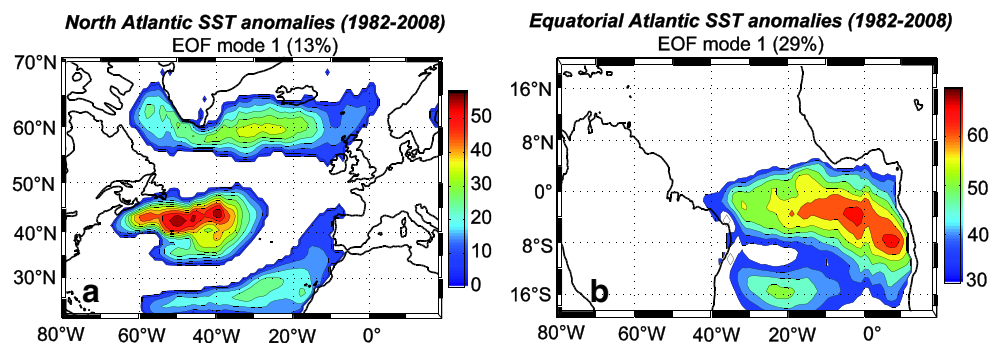 North Atlantic SST anomalies (1982-2008)
EOF mode 1 (13%)
70°N
60°N
50°N
40°N
30°N
80°W
60°W
40°W
20°W
0°
a
50
40
30
20
10
0
Equatorial Atlantic SST anomalies (1982-2008)
EOF mode 1 (29%)
16°N
8°N
0°
8°S
16°S
80°W
60°W
40°W
20°W
0°
b
60
50
40
30